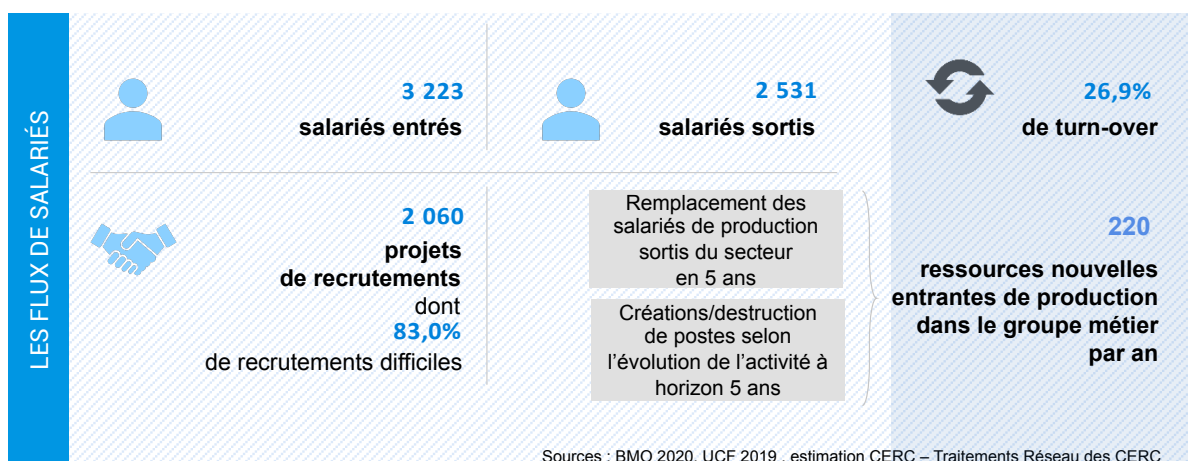 LES FLUX DE SALARIÉS
3 223
salariés entrés
2 531
salariés sortis
26,9%
de turn-over
2 060
projets
de recrutements
dont
83,0%
de recrutements difficiles
Remplacement des
salariés de production
sortis du secteur
en 5 ans
Créations/destruction
de postes selon
l’évolution de l’activité à
horizon 5 ans
220
ressources nouvelles
entrantes de production
dans le groupe métier
par an
Sources : BMO 2020, UCF 2019 , estimation CERC – Traitements Réseau des CERC